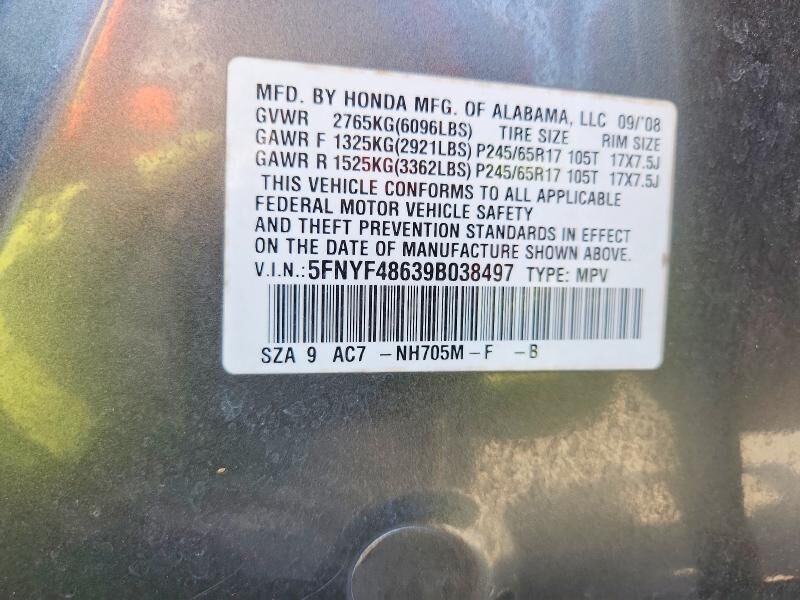 MFD. BY HONDA MFG. OF ALABAMA, LLC 09/'08
GVWR 2765KG(6096LBS) TIRE SIZE RIM SIZE
GAWR F 1325KG(2921LBS) P245/65R17 105T 17X7.5J
GAWR R 1525KG(3362LBS) P245/65R17 105T 17X7.5J
THIS VEHICLE CONFORMS TO ALL APPLICABLE
FEDERAL MOTOR VEHICLE SAFETY
AND THEFT PREVENTION STANDARDS IN EFFECT
ON THE DATE OF MANUFACTURE SHOWN ABOVE.
V.I.N.: 5FNYF48639B038497 TYPE: MPV
SZA 9 AC7 -NH705M-F -B